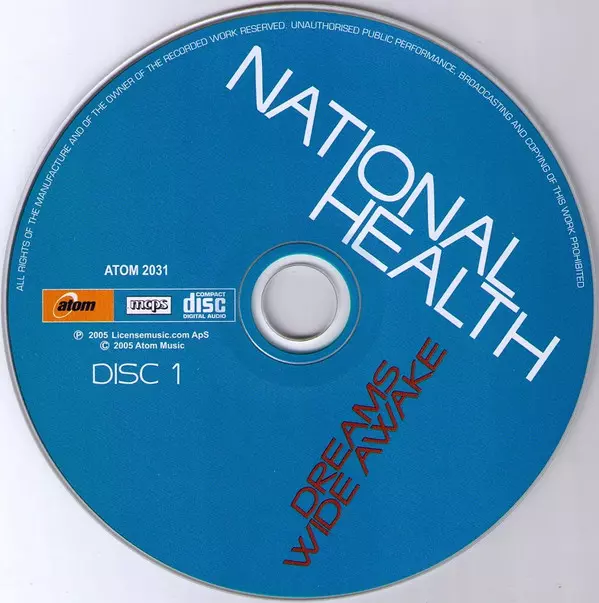 ALL RIGHTS OF THE MANUFACTURE AND OF THE OWNER OF THE RECORDED WORK RESERVED. UNAUTHORISED PUBLIC PERFORMANCE, BROADCASTING AND COPYING OF THIS WORK PROHIBITED
NATIONAL
HEALTH
ATOM 2031
atom
mcps
COMPACT
disc
DIGITAL AUDIO
℗ 2005 Licensemusic.com ApS
© 2005 Atom Music
DISC 1
DREAMS
WIDE AWAKE